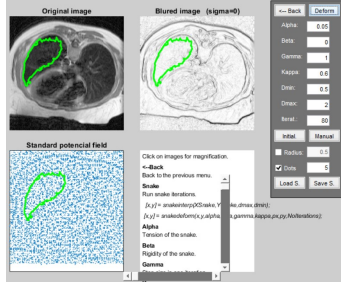 Original image
Blured image (sigma=0)
<-- Back
Deform
Alpha:
0.05
Beta:
0
Gamma:
1
Kappa:
0.6
Dmin:
0.5
Dmax:
2
Iterat.:
80
Initial.
Manual
Radius:
0.5
Dots
5
Load S.
Save S.
Standard potencial field
Click on images for magnification.
<--Back
Back to the previous menu.
Snake
Run snake iterations.
[x,y] = snakeinterp(XSnake,Y ke,dmax,dmin);
[x,y] = snakedeform(x,y,alpha, a,gamma,kappa,px,py,NoIterations);
Alpha
Tension of the snake.
Beta
Rigidity of the snake.
Gamma